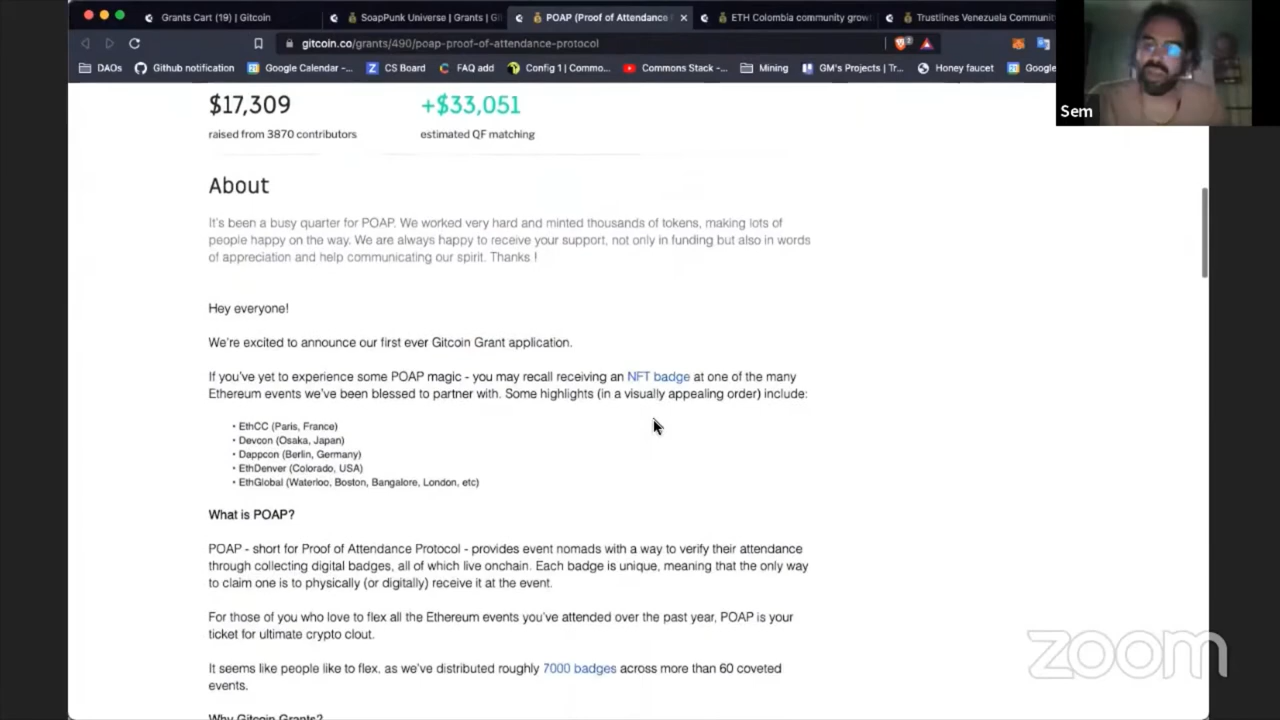 Grants Cart (19) | Gitcoin
SoapPunk Universe | Grants | Gi
POAP (Proof of Attendance
ETH Colombia community grow
Trustlines Venezuela Communit
gitcoin.co/grants/490/poap-proof-of-attendance-protocol
DAOs
Github notification
Google Calendar -...
CS Board
FAQ add
Config 1 | Commo...
Commons Stack -...
Mining
GM's Projects | Tr...
Honey faucet
Google
Sem
$17,309
+$33,051
raised from 3870 contributors
estimated QF matching
About
It's been a busy quarter for POAP. We worked very hard and minted thousands of tokens, making lots of
people happy on the way. We are always happy to receive your support, not only in funding but also in words
of appreciation and help communicating our spirit. Thanks !
Hey everyone!
We're excited to announce our first ever Gitcoin Grant application.
If you've yet to experience some POAP magic - you may recall receiving an NFT badge at one of the many
Ethereum events we've been blessed to partner with. Some highlights (in a visually appealing order) include:
• EthCC (Paris, France)
• Devcon (Osaka, Japan)
• Dappcon (Berlin, Germany)
• EthDenver (Colorado, USA)
• EthGlobal (Waterloo, Boston, Bangalore, London, etc)
What is POAP?
POAP - short for Proof of Attendance Protocol - provides event nomads with a way to verify their attendance
through collecting digital badges, all of which live onchain. Each badge is unique, meaning that the only way
to claim one is to physically (or digitally) receive it at the event.
For those of you who love to flex all the Ethereum events you've attended over the past year, POAP is your
ticket for ultimate crypto clout.
It seems like people like to flex, as we've distributed roughly 7000 badges across more than 60 coveted
events.
Why Gitcoin Grants?
zoom